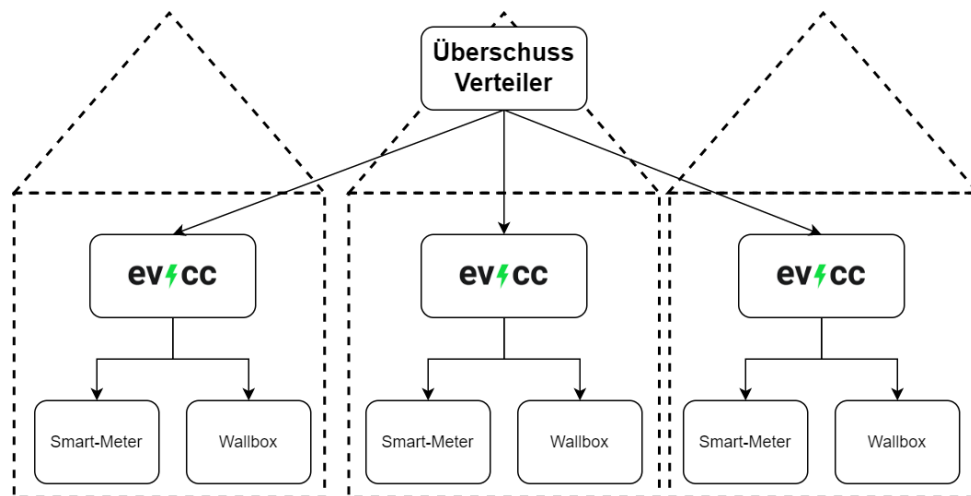 Überschuss
Verteiler
evcc
evcc
evcc
Smart-Meter
Wallbox
Smart-Meter
Wallbox
Smart-Meter
Wallbox